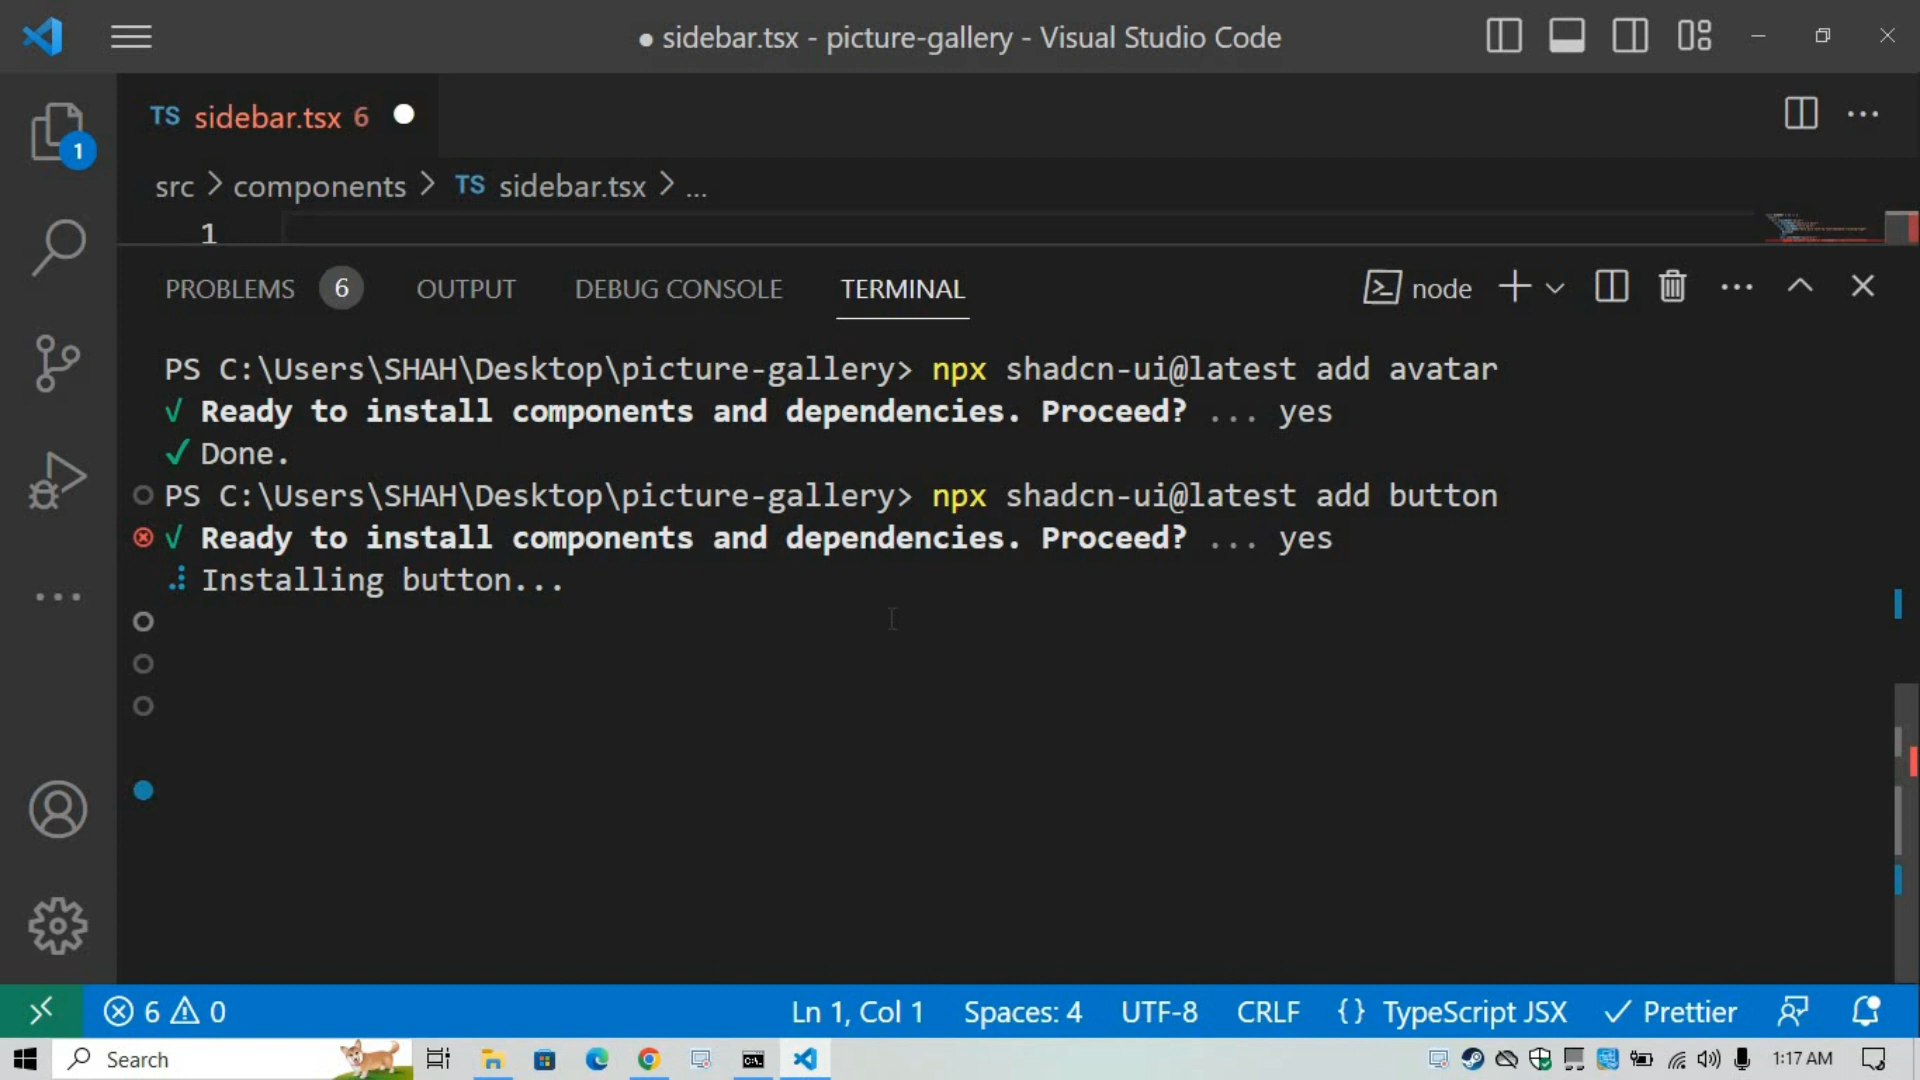 ● sidebar.tsx - picture-gallery - Visual Studio Code
TS sidebar.tsx 6
1
src > components > TS sidebar.tsx > ...
1
PROBLEMS 6 OUTPUT DEBUG CONSOLE TERMINAL node
PS C:\Users\SHAH\Desktop\picture-gallery> npx shadcn-ui@latest add avatar
√ Ready to install components and dependencies. Proceed? ... yes
✓ Done.
PS C:\Users\SHAH\Desktop\picture-gallery> npx shadcn-ui@latest add button
√ Ready to install components and dependencies. Proceed? ... yes
Installing button...
6 0 Ln 1, Col 1 Spaces: 4 UTF-8 CRLF {} TypeScript JSX ✓ Prettier
Search 1:17 AM